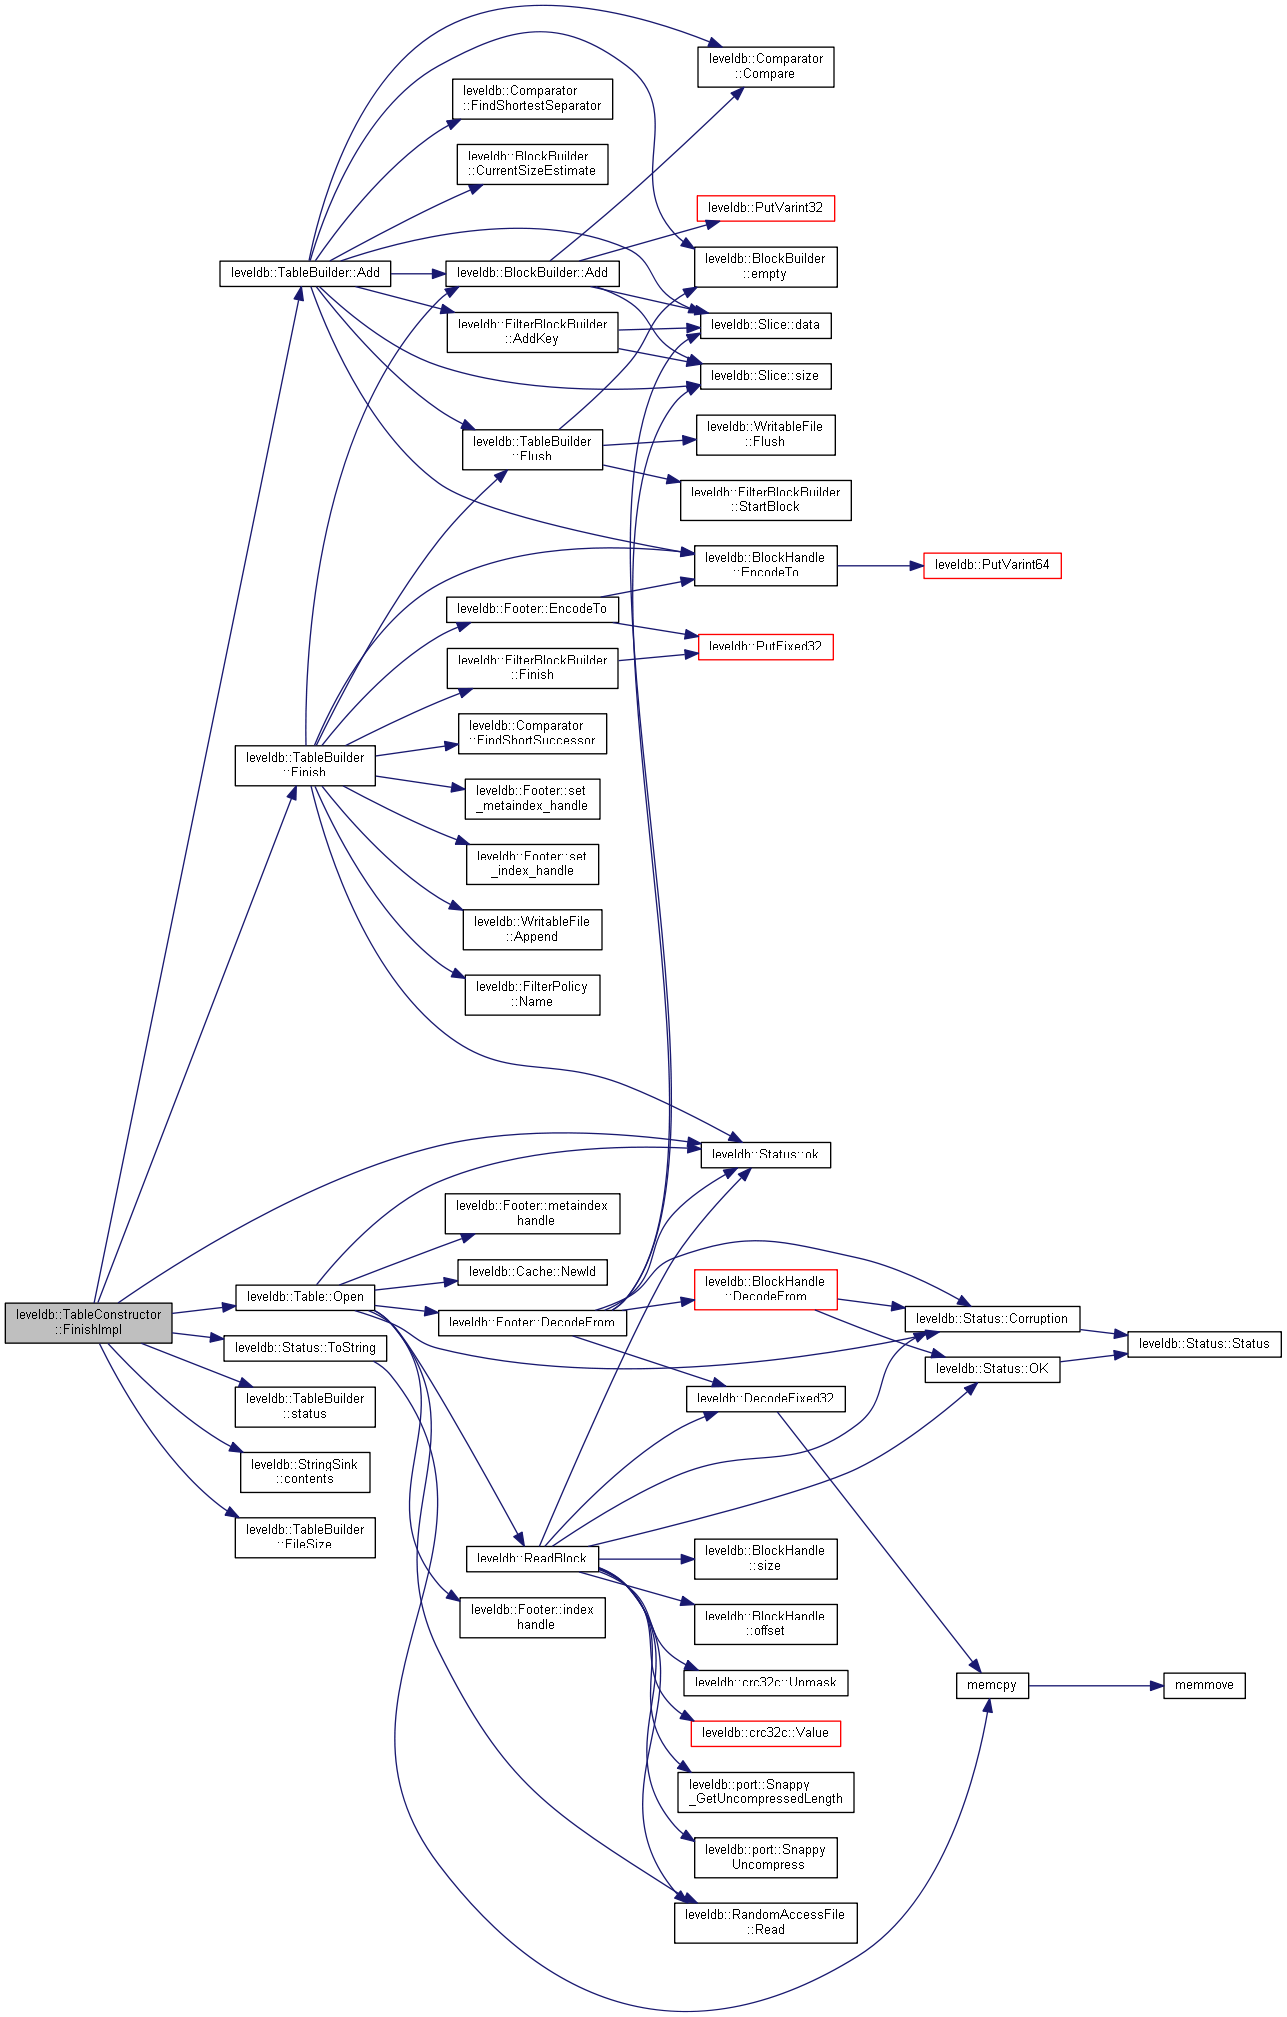 leveldb::Comparator
::Compare
leveldb::Comparator
::FindShortestSeparator
leveldb::BlockBuilder
::CurrentSizeEstimate
leveldb::PutVarint32
leveldb::TableBuilder::Add
leveldb::BlockBuilder::Add
leveldb::BlockBuilder
::empty
leveldb::FilterBlockBuilder
::AddKey
leveldb::Slice::data
leveldb::Slice::size
leveldb::TableBuilder
::Flush
leveldb::WritableFile
::Flush
leveldb::FilterBlockBuilder
::StartBlock
leveldb::BlockHandle
::EncodeTo
leveldb::PutVarint64
leveldb::Footer::EncodeTo
leveldb::PutFixed32
leveldb::FilterBlockBuilder
::Finish
leveldb::Comparator
::FindShortSuccessor
leveldb::TableBuilder
::Finish
leveldb::Footer::set
_metaindex_handle
leveldb::Footer::set
_index_handle
leveldb::WritableFile
::Append
leveldb::FilterPolicy
::Name
leveldb::Status::ok
leveldb::Footer::metaindex
handle
leveldb::Cache::NewId
leveldb::Table::Open
leveldb::BlockHandle
::DecodeFrom
leveldb::TableConstructor
::FinishImpl
leveldb::Footer::DecodeFrom
leveldb::Status::Corruption
leveldb::Status::Status
leveldb::Status::ToString
leveldb::Status::OK
leveldb::TableBuilder
::status
leveldb::DecodeFixed32
leveldb::StringSink
::contents
leveldb::TableBuilder
::FileSize
leveldb::ReadBlock
leveldb::BlockHandle
::size
leveldb::Footer::index
handle
leveldb::BlockHandle
::offset
leveldb::crc32c::Unmask
memcpy
memmove
leveldb::crc32c::Value
leveldb::port::Snappy
_GetUncompressedLength
leveldb::port::Snappy
Uncompress
leveldb::RandomAccessFile
::Read